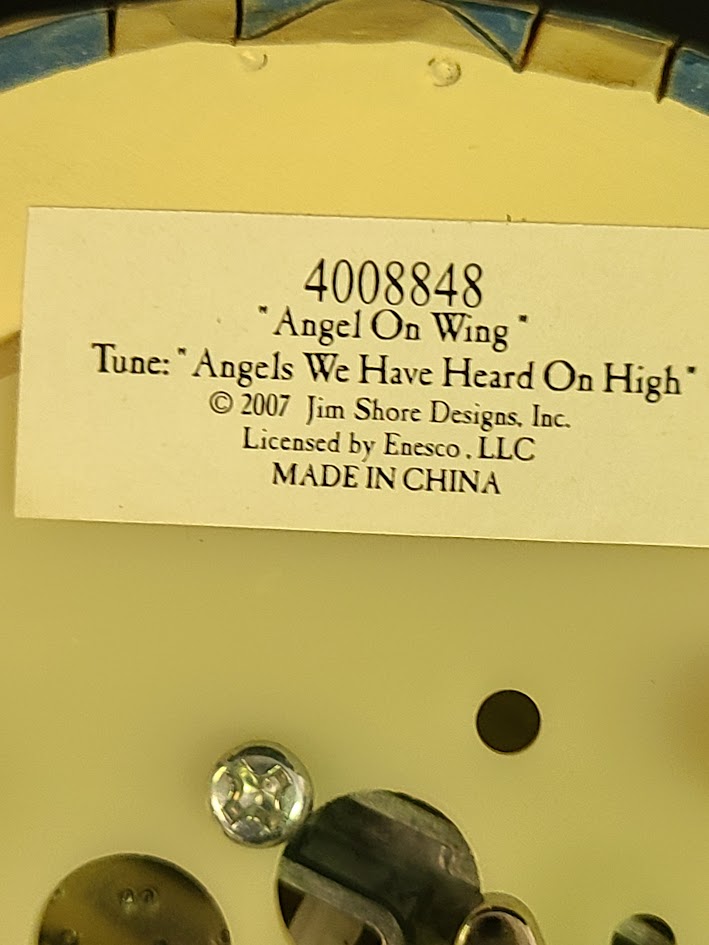 4008848
"Angel On Wing"
Tune: "Angels We Have Heard On High"
© 2007 Jim Shore Designs, Inc.
Licensed by Enesco, LLC
MADE IN CHINA